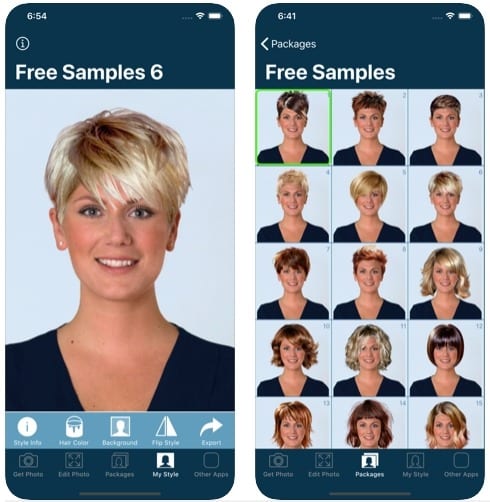 6:54
Free Samples 6
Style Info
Hair Color
Background
Flip Style
Export
Get Photo
Edit Photo
Packages
My Style
Other Apps
6:41
Packages
Free Samples
1
2
3
4
5
6
7
8
9
10
11
12
13
14
15
Get Photo
Edit Photo
Packages
My Style
Other Apps